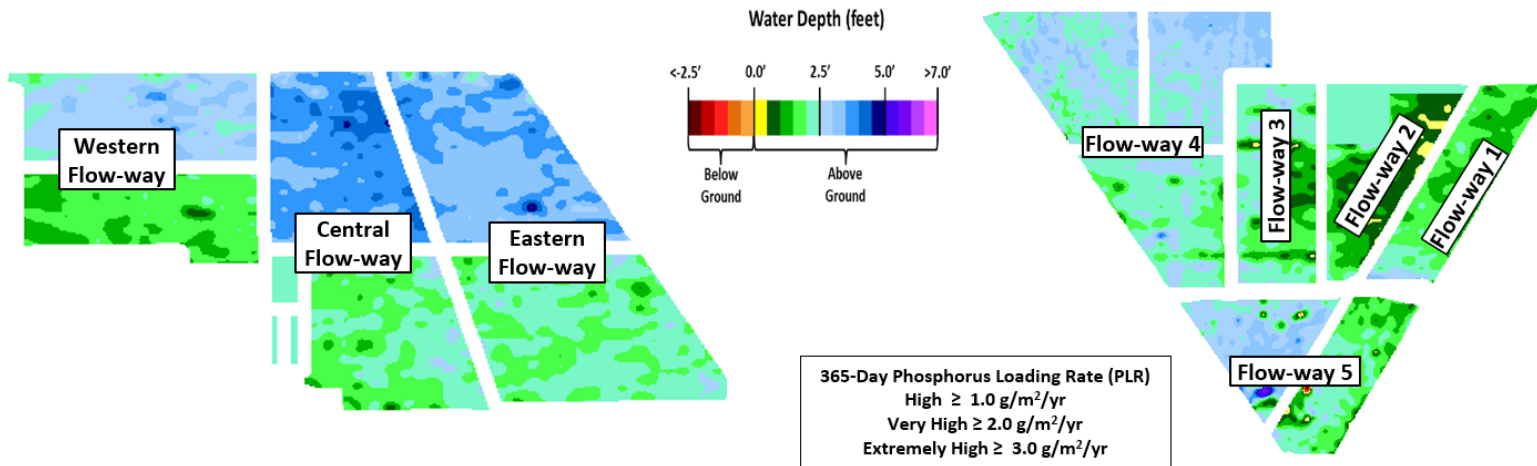 Water Depth (feet)
<-2.5’ 0.0’ 2.5’ 5.0’ >7.0’
Below
Ground
Above
Ground
Western
Flow-way
Central
Flow-way
Eastern
Flow-way
Flow-way 4
Flow-way 3
Flow-way 2
Flow-way 1
Flow-way 5
365-Day Phosphorus Loading Rate (PLR)
High ≥ 1.0 g/m²/yr
Very High ≥ 2.0 g/m²/yr
Extremely High ≥ 3.0 g/m²/yr